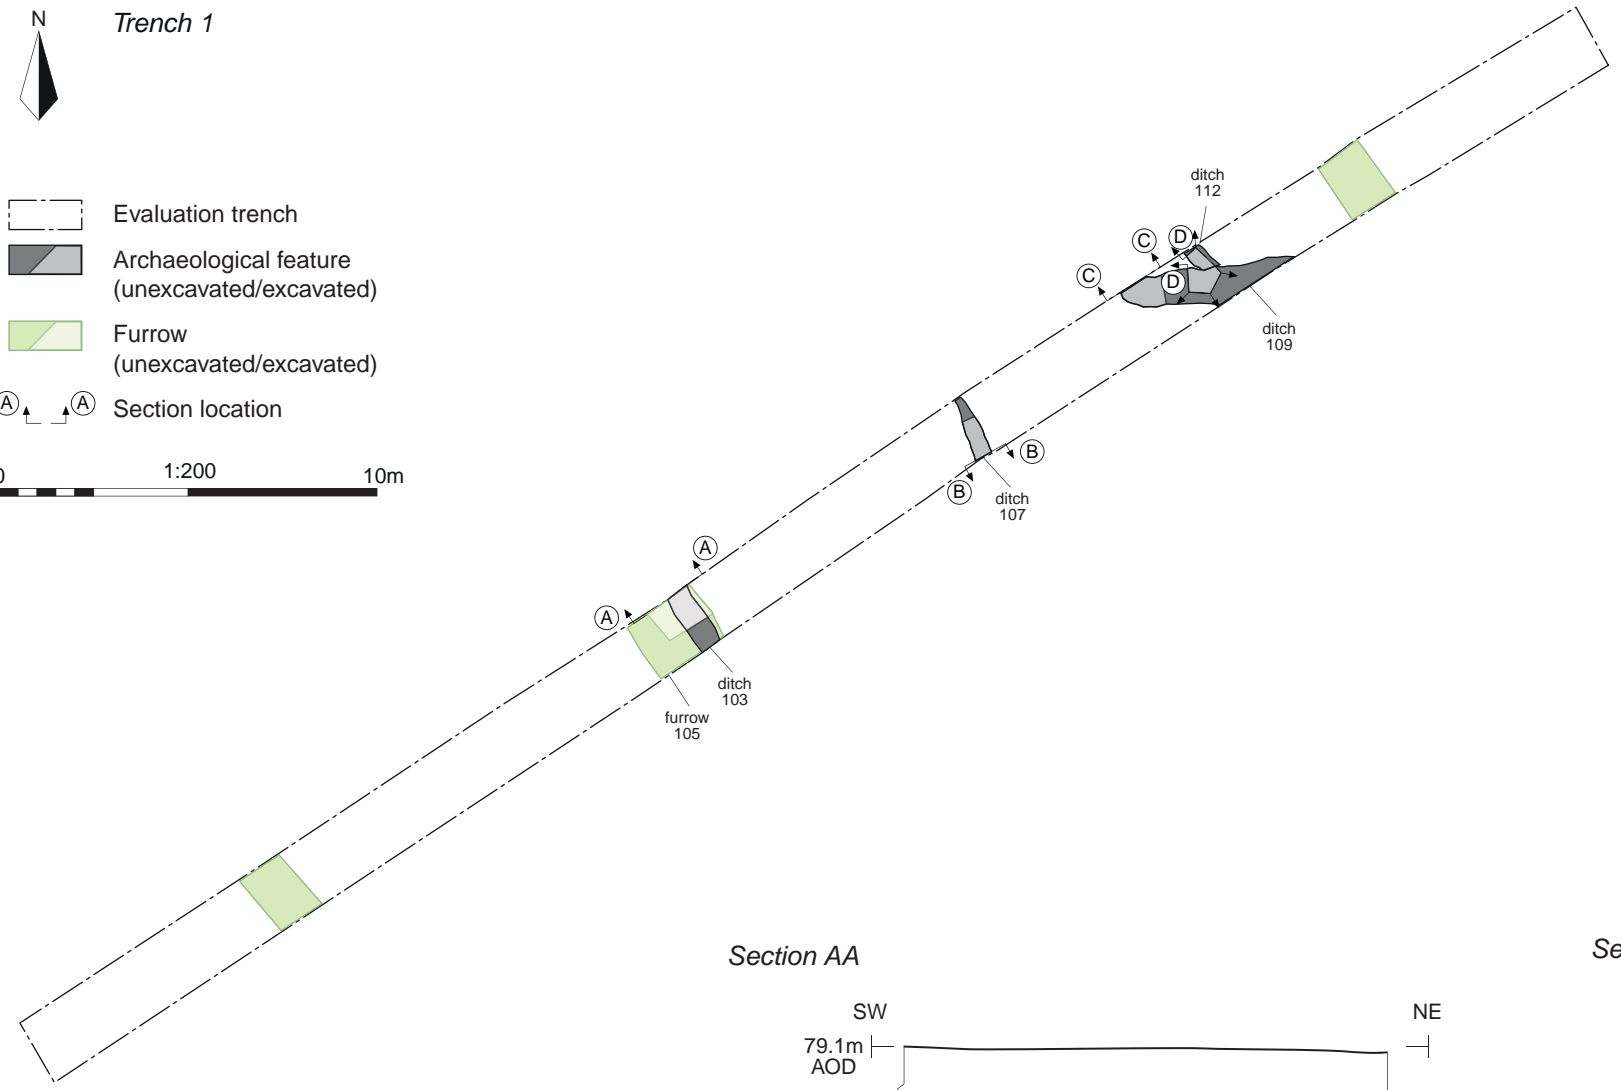 N
Trench 1
Evaluation trench
Archaeological feature
(unexcavated/excavated)
Furrow
(unexcavated/excavated)
A A Section location
0 1:200 10m
ditch
112
C D
C D
ditch
109
B
B
ditch
107
A
A
ditch
103
furrow
105
Section AA
Se
SW NE
79.1m
AOD